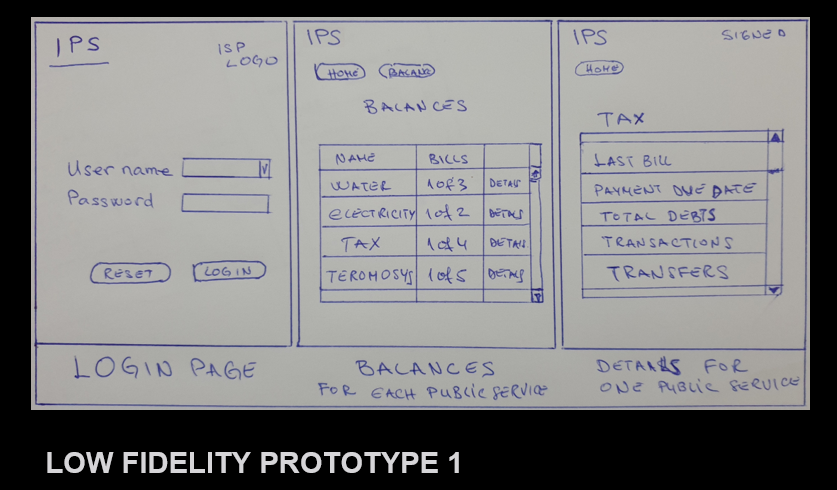 IPS
ISP
LOGO
User name
V
Password
RESET
LOGIN
LOGIN PAGE
IPS
HOME
BALANC
BALANCES
NAME BILLS
WATER 1 of 3 DETAILS
ELECTRICITY 1 of 2 DETAILS
TAX 1 of 4 DETAILS
TEROMOSYS 1 of 5 DETAILS
BALANCES
FOR EACH PUBLIC SERVICE
IPS
SIGNED
HOME
TAX
LAST BILL
PAYMENT DUE DATE
TOTAL DEBTS
TRANSACTIONS
TRANSFERS
DETAILS FOR
ONE PUBLIC SERVICE
LOW FIDELITY PROTOTYPE 1